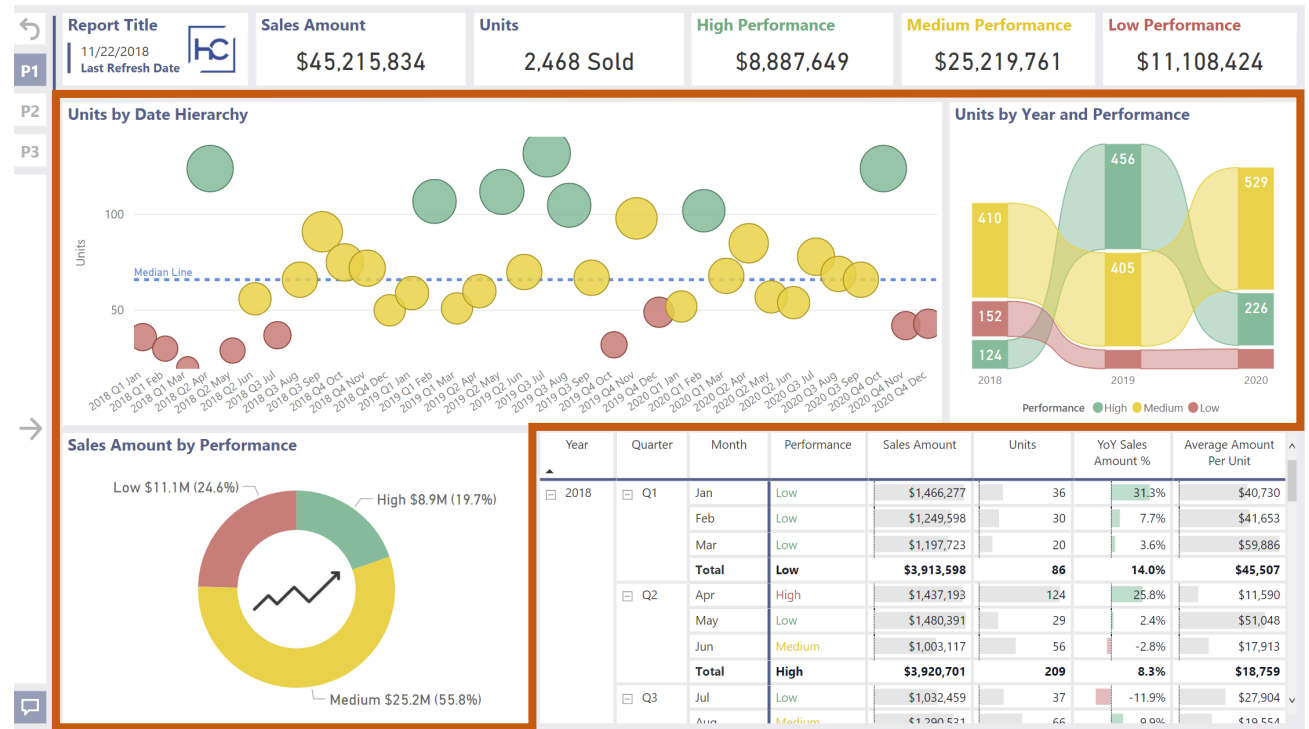 Report Title
11/22/2018
Last Refresh Date
hc
Sales Amount
$45,215,834
Units
2,468 Sold
High Performance
$8,887,649
Medium Performance
$25,219,761
Low Performance
$11,108,424
P1
P2
P3
Units by Date Hierarchy
Units
100
50
Median Line
2018 Q1 Jan
2018 Q1 Feb
2018 Q1 Mar
2018 Q2 Apr
2018 Q2 May
2018 Q2 Jun
2018 Q3 Jul
2018 Q3 Aug
2018 Q3 Sep
2018 Q4 Oct
2018 Q4 Nov
2018 Q4 Dec
2019 Q1 Jan
2019 Q1 Feb
2019 Q1 Mar
2019 Q2 Apr
2019 Q2 May
2019 Q2 Jun
2019 Q3 Jul
2019 Q3 Aug
2019 Q3 Sep
2019 Q4 Oct
2019 Q4 Nov
2019 Q4 Dec
2020 Q1 Jan
2020 Q1 Feb
2020 Q1 Mar
2020 Q2 Apr
2020 Q2 May
2020 Q2 Jun
2020 Q3 Jul
2020 Q3 Aug
2020 Q3 Sep
2020 Q4 Oct
2020 Q4 Nov
2020 Q4 Dec
Units by Year and Performance
410
152
124
456
405
529
226
2018
2019
2020
Performance High Medium Low
Sales Amount by Performance
Low $11.1M (24.6%)
High $8.9M (19.7%)
Medium $25.2M (55.8%)
Year Quarter Month Performance Sales Amount Units YoY Sales Amount % Average Amount Per Unit
2018 Q1 Jan Low $1,466,277 36 31.3% $40,730
Feb Low $1,249,598 30 7.7% $41,653
Mar Low $1,197,723 20 3.6% $59,886
Total Low $3,913,598 86 14.0% $45,507
Q2 Apr High $1,437,193 124 25.8% $11,590
May Low $1,480,391 29 2.4% $51,048
Jun Medium $1,003,117 56 -2.8% $17,913
Total High $3,920,701 209 8.3% $18,759
Q3 Jul Low $1,032,459 37 -11.9% $27,904
Aug Medium $1,290,531 66 9.9% $19,554